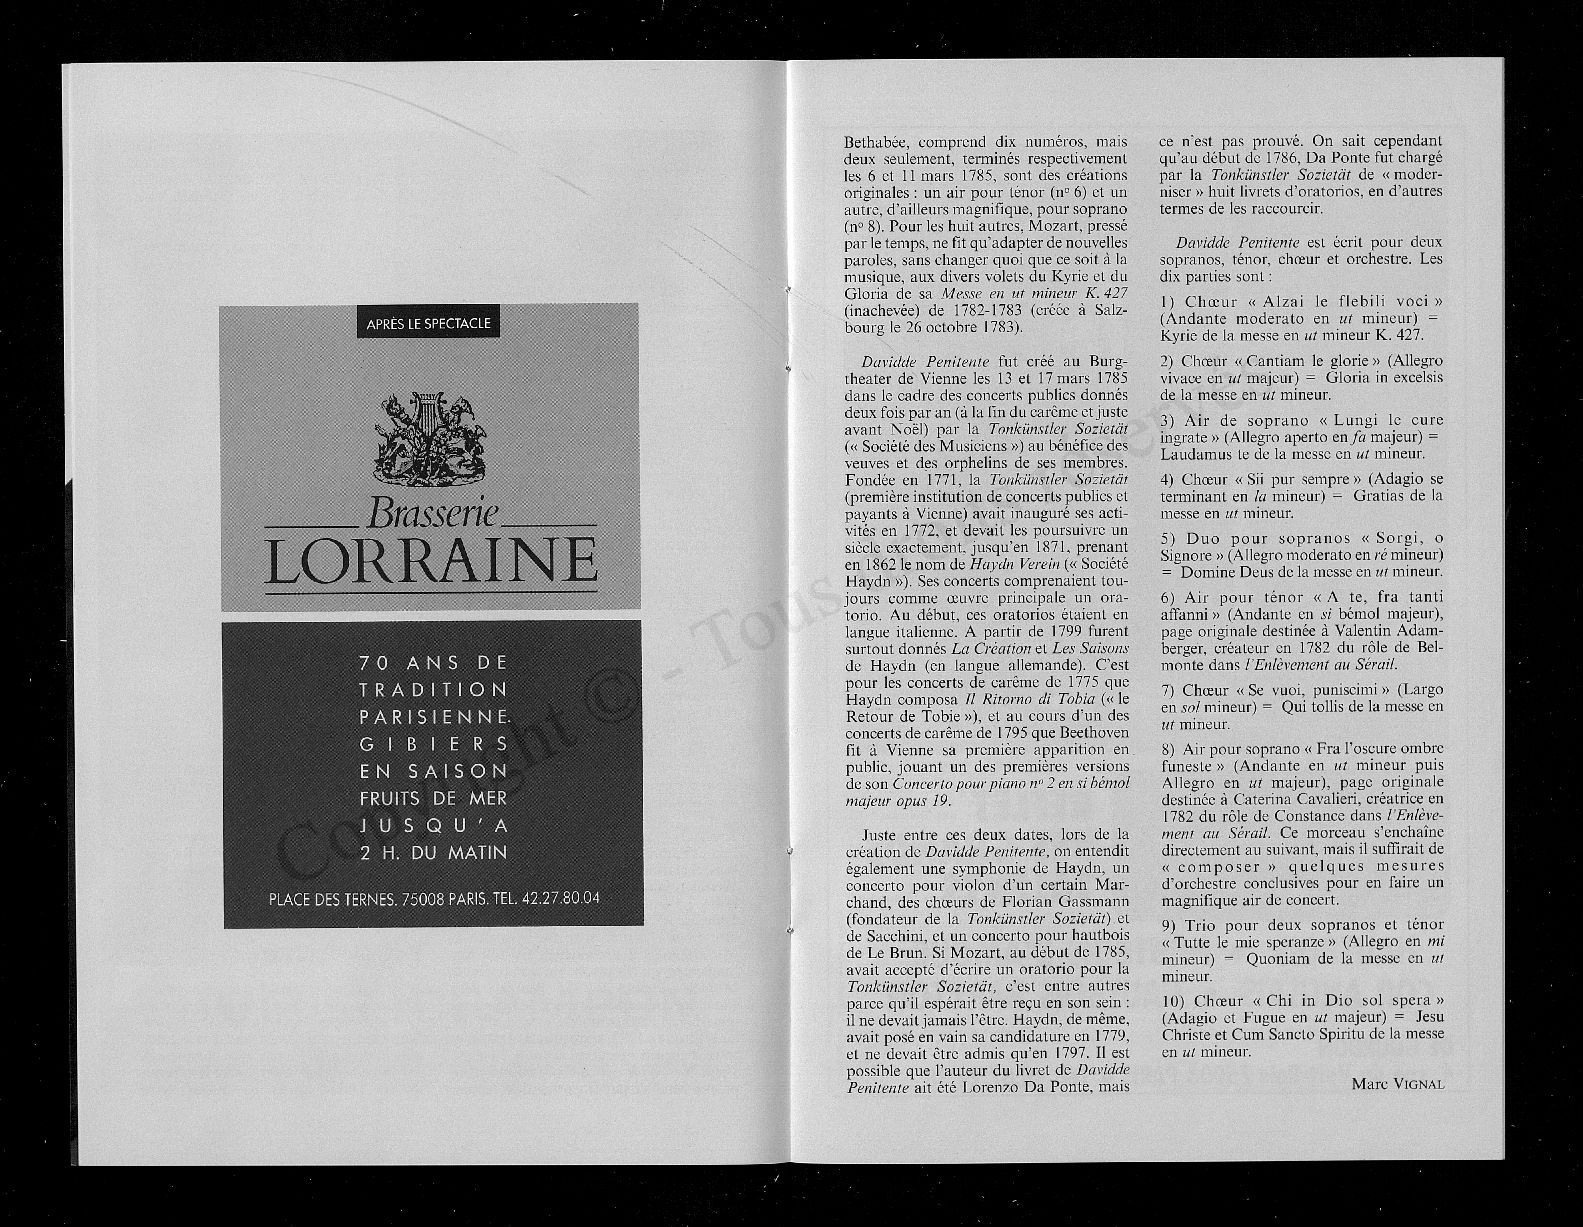 APRÈS LE SPECTACLE
Brasserie
LORRAINE
70 ANS DE
TRADITION
PARISIENNE.
GIBIERS
EN SAISON
FRUITS DE MER
JUSQU'A
2 H. DU MATIN
PLACE DES TERNES. 75008 PARIS. TEL. 42.27.80.04
Bethabée, comprend dix numéros, mais
deux seulement, terminés respectivement
les 6 et 11 mars 1785, sont des créations
originales : un air pour ténor (nº 6) et un
autre, d'ailleurs magnifique, pour soprano
(nº 8). Pour les huit autres, Mozart, pressé
par le temps, ne fit qu'adapter de nouvelles
paroles, sans changer quoi que ce soit à la
musique, aux divers volets du Kyrie et du
Gloria de sa Messe en ut mineur K. 427
(inachevée) de 1782-1783 (créée à Salz-
bourg le 26 octobre 1783).
Davidde Penitente fut créé au Burg-
theater de Vienne les 13 et 17 mars 1785
dans le cadre des concerts publics donnés
deux fois par an (à la fin du carême et juste
avant Noël) par la Tonkünstler Sozietät
(« Société des Musiciens ») au bénéfice des
veuves et des orphelins de ses membres.
Fondée en 1771, la Tonkünstler Sozietät
(première institution de concerts publics et
payants à Vienne) avait inauguré ses acti-
vités en 1772, et devait les poursuivre un
siècle exactement, jusqu'en 1871, prenant
en 1862 le nom de Haydn Verein (« Société
Haydn »). Ses concerts comprenaient tou-
jours comme œuvre principale un ora-
torio. Au début, ces oratorios étaient en
langue italienne. A partir de 1799 furent
surtout donnés La Création et Les Saisons
de Haydn (en langue allemande). C'est
pour les concerts de carême de 1775 que
Haydn composa Il Ritorno di Tobia (« le
Retour de Tobie »), et au cours d'un des
concerts de carême de 1795 que Beethoven
fit à Vienne sa première apparition en
public, jouant un des premières versions
de son Concerto pour piano nº 2 en si bémol
majeur opus 19.
Juste entre ces deux dates, lors de la
création de Davidde Penitente, on entendit
également une symphonie de Haydn, un
concerto pour violon d'un certain Mar-
chand, des chœurs de Florian Gassmann
(fondateur de la Tonkünstler Sozietät) et
de Sacchini, et un concerto pour hautbois
de Le Brun. Si Mozart, au début de 1785,
avait accepté d'écrire un oratorio pour la
Tonkünstler Sozietät, c'est entre autres
parce qu'il espérait être reçu en son sein :
il ne devait jamais l'être. Haydn, de même,
avait posé en vain sa candidature en 1779,
et ne devait être admis qu'en 1797. Il est
possible que l'auteur du livret de Davidde
Penitente ait été Lorenzo Da Ponte, mais
ce n'est pas prouvé. On sait cependant
qu'au début de 1786, Da Ponte fut chargé
par la Tonkünstler Sozietät de « moder-
niser » huit livrets d'oratorios, en d'autres
termes de les raccourcir.
Davidde Penitente est écrit pour deux
sopranos, ténor, chœur et orchestre. Les
dix parties sont :
1) Chœur « Alzai le flebili voci »
(Andante moderato en ut mineur) =
Kyrie de la messe en ut mineur K. 427.
2) Chœur « Cantiam le glorie » (Allegro
vivace en ut majeur) = Gloria in excelsis
de la messe en ut mineur.
3) Air de soprano « Lungi le cure
ingrate » (Allegro aperto en fa majeur) =
Laudamus te de la messe en ut mineur.
4) Chœur « Sii pur sempre » (Adagio se
terminant en la mineur) = Gratias de la
messe en ut mineur.
5) Duo pour sopranos « Sorgi, o
Signore » (Allegro moderato en ré mineur)
= Domine Deus de la messe en ut mineur.
6) Air pour ténor « A te, fra tanti
affanni » (Andante en si bémol majeur),
page originale destinée à Valentin Adam-
berger, créateur en 1782 du rôle de Bel-
monte dans l'Enlèvement au Sérail.
7) Chœur « Se vuoi, puniscimi » (Largo
en sol mineur) = Qui tollis de la messe en
ut mineur.
8) Air pour soprano « Fra l'oscure ombre
funeste » (Andante en ut mineur puis
Allegro en ut majeur), page originale
destinée à Caterina Cavalieri, créatrice en
1782 du rôle de Constance dans l'Enlève-
ment au Sérail. Ce morceau s'enchaîne
directement au suivant, mais il suffirait de
« composer » quelques mesures
d'orchestre conclusives pour en faire un
magnifique air de concert.
9) Trio pour deux sopranos et ténor
« Tutte le mie speranze » (Allegro en mi
mineur) = Quoniam de la messe en ut
mineur.
10) Chœur « Chi in Dio sol spera »
(Adagio et Fugue en ut majeur) = Jesu
Christe et Cum Sancto Spiritu de la messe
en ut mineur.
Marc VIGNAL
Copyright © - Tous